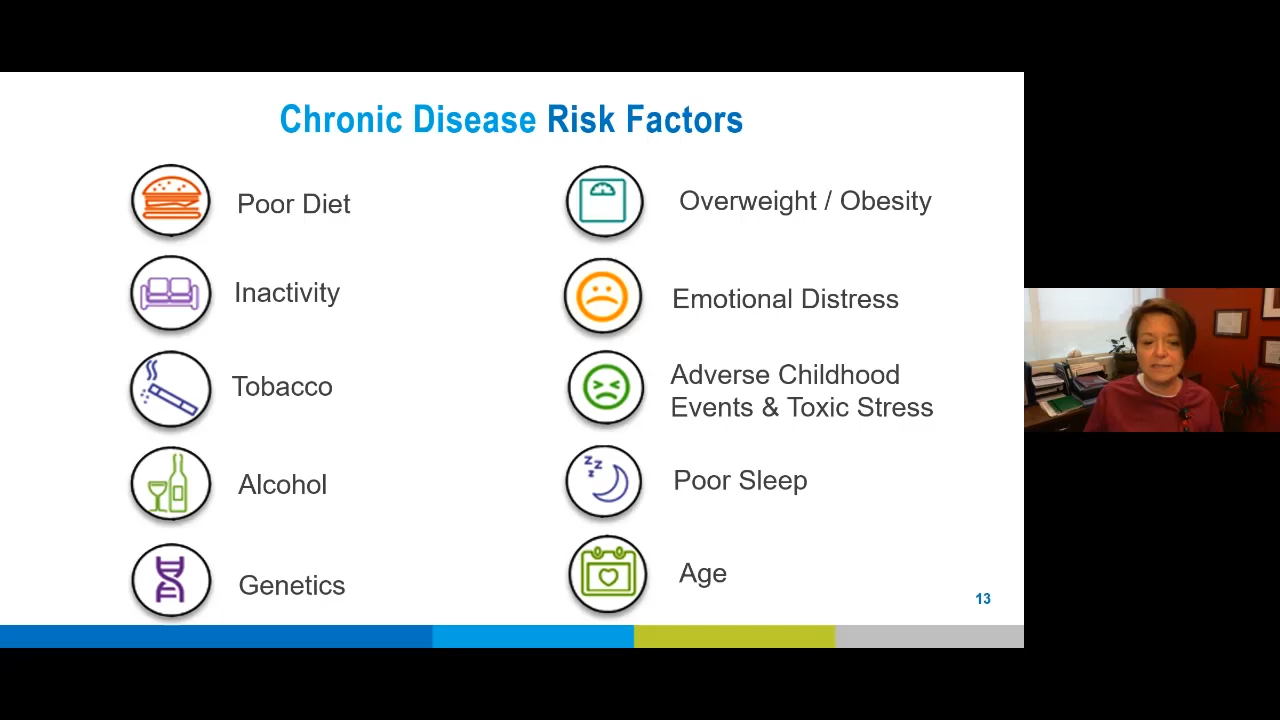 Chronic Disease Risk Factors
Poor Diet
Inactivity
Tobacco
Alcohol
Genetics
Overweight / Obesity
Emotional Distress
Adverse Childhood
Events & Toxic Stress
zzz
Poor Sleep
Age
13